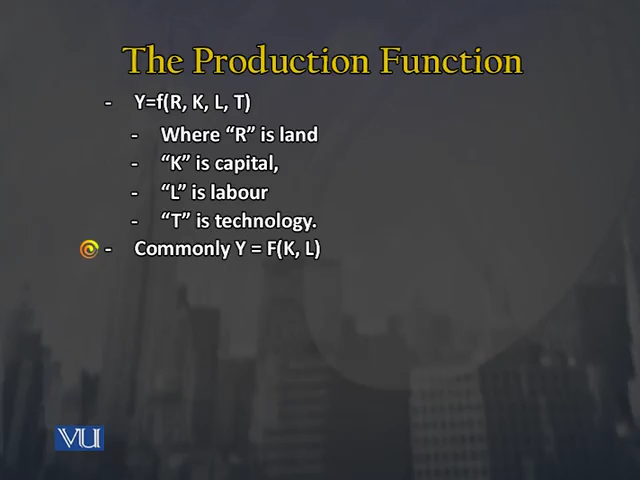 The Production Function
- Y=f(R, K, L, T)
- Where “R” is land
- “K” is capital,
- “L” is labour
- “T” is technology.
- Commonly Y = F(K, L)
VU